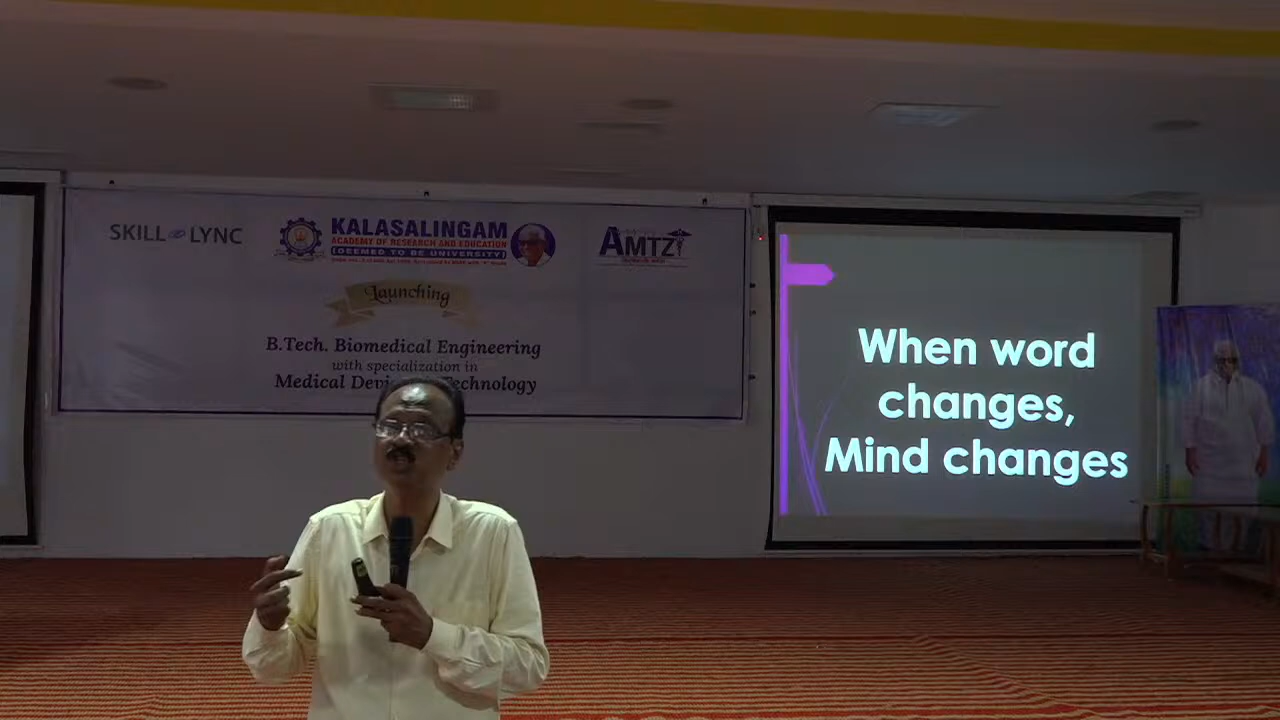 SKILL LYNC
KALASALINGAM
ACADEMY OF RESEARCH AND EDUCATION
(DEEMED TO BE UNIVERSITY)
AMTZ
Launching
B.Tech. Biomedical Engineering
with specialization in
Medical Technology
When word
changes,
Mind changes